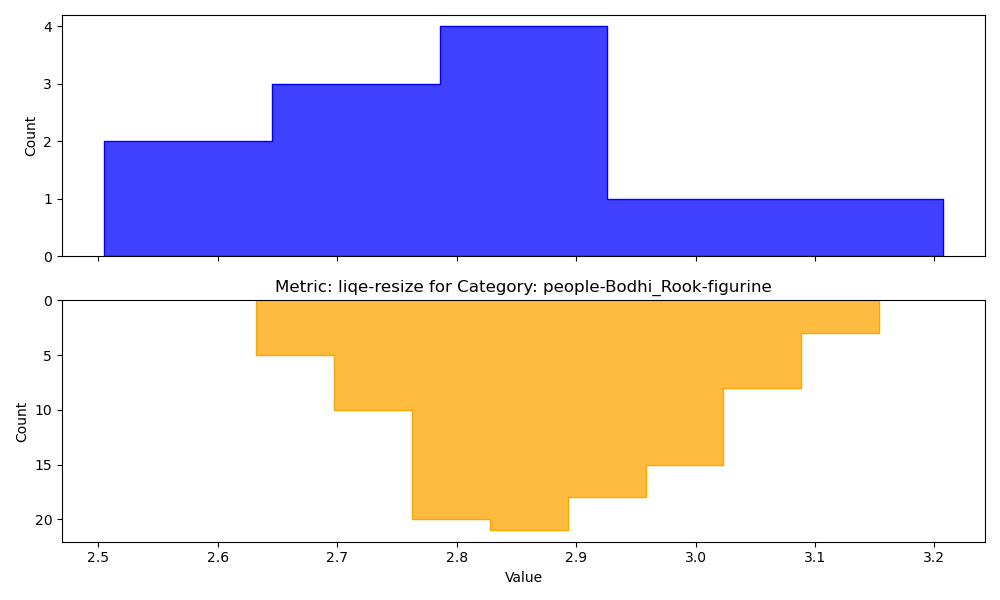 4
3
2
1
0
Count
Metric: liqe-resize for Category: people-Bodhi_Rook-figurine
0
5
10
15
20
Count
2.5 2.6 2.7 2.8 2.9 3.0 3.1 3.2
Value